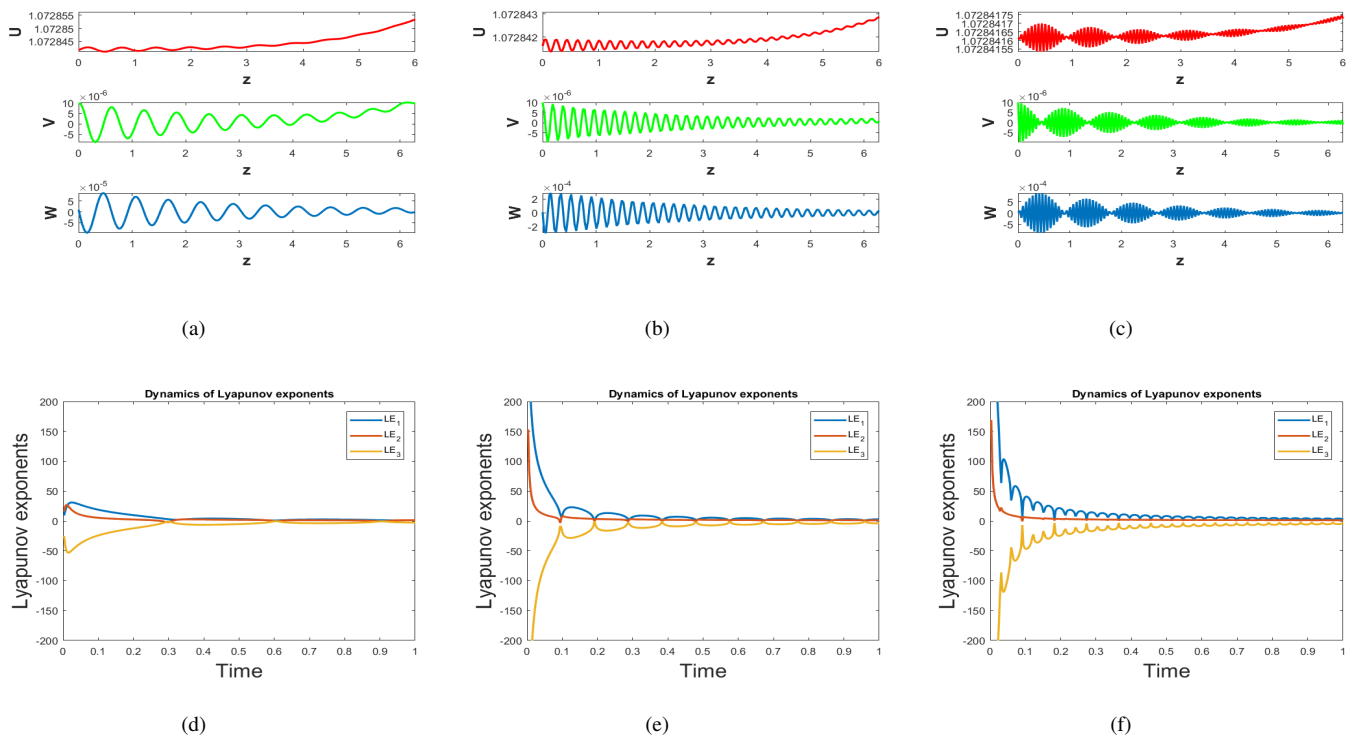 1.072855
1.07285
1.072845
U
0 1 2 3 4 5 6
z
× 10⁻⁶
10
5
0
-5
V
0 1 2 3 4 5 6
z
× 10⁻⁵
5
0
-5
W
0 1 2 3 4 5 6
z
(a)
1.072843
1.072842
U
0 1 2 3 4 5 6
z
× 10⁻⁶
10
5
0
-5
V
0 1 2 3 4 5 6
z
× 10⁻⁴
2
0
-2
W
0 1 2 3 4 5 6
z
(b)
1.07284175
1.0728417
1.07284165
1.0728416
1.07284155
U
0 1 2 3 4 5 6
z
× 10⁻⁶
10
5
0
-5
V
0 1 2 3 4 5 6
z
× 10⁻⁴
5
0
-5
W
0 1 2 3 4 5 6
z
(c)
Dynamics of Lyapunov exponents
200
150
100
50
0
-50
-100
-150
-200
Lyapunov exponents
LE₁
LE₂
LE₃
0 0.1 0.2 0.3 0.4 0.5 0.6 0.7 0.8 0.9 1
Time
(d)
Dynamics of Lyapunov exponents
200
150
100
50
0
-50
-100
-150
-200
Lyapunov exponents
LE₁
LE₂
LE₃
0 0.1 0.2 0.3 0.4 0.5 0.6 0.7 0.8 0.9 1
Time
(e)
Dynamics of Lyapunov exponents
200
150
100
50
0
-50
-100
-150
-200
Lyapunov exponents
LE₁
LE₂
LE₃
0 0.1 0.2 0.3 0.4 0.5 0.6 0.7 0.8 0.9 1
Time
(f)